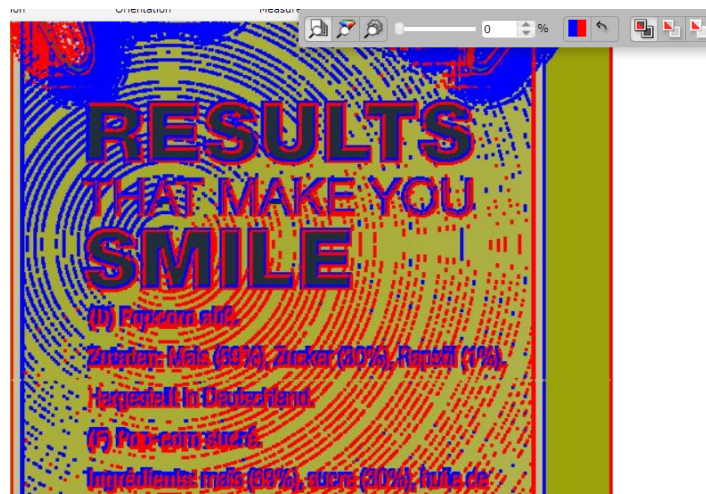 Orientation
0 %
RESULTS
THAT MAKE YOU
SMILE
(D) Popcorn süß.
Zutaten: Mais (69%), Zucker (30%), Rapsöl (1%),
Hergestellt in Deutschland.
(F) Pop-corn sucré.
Ingrédients: maïs (69%), sucre (30%), huile de